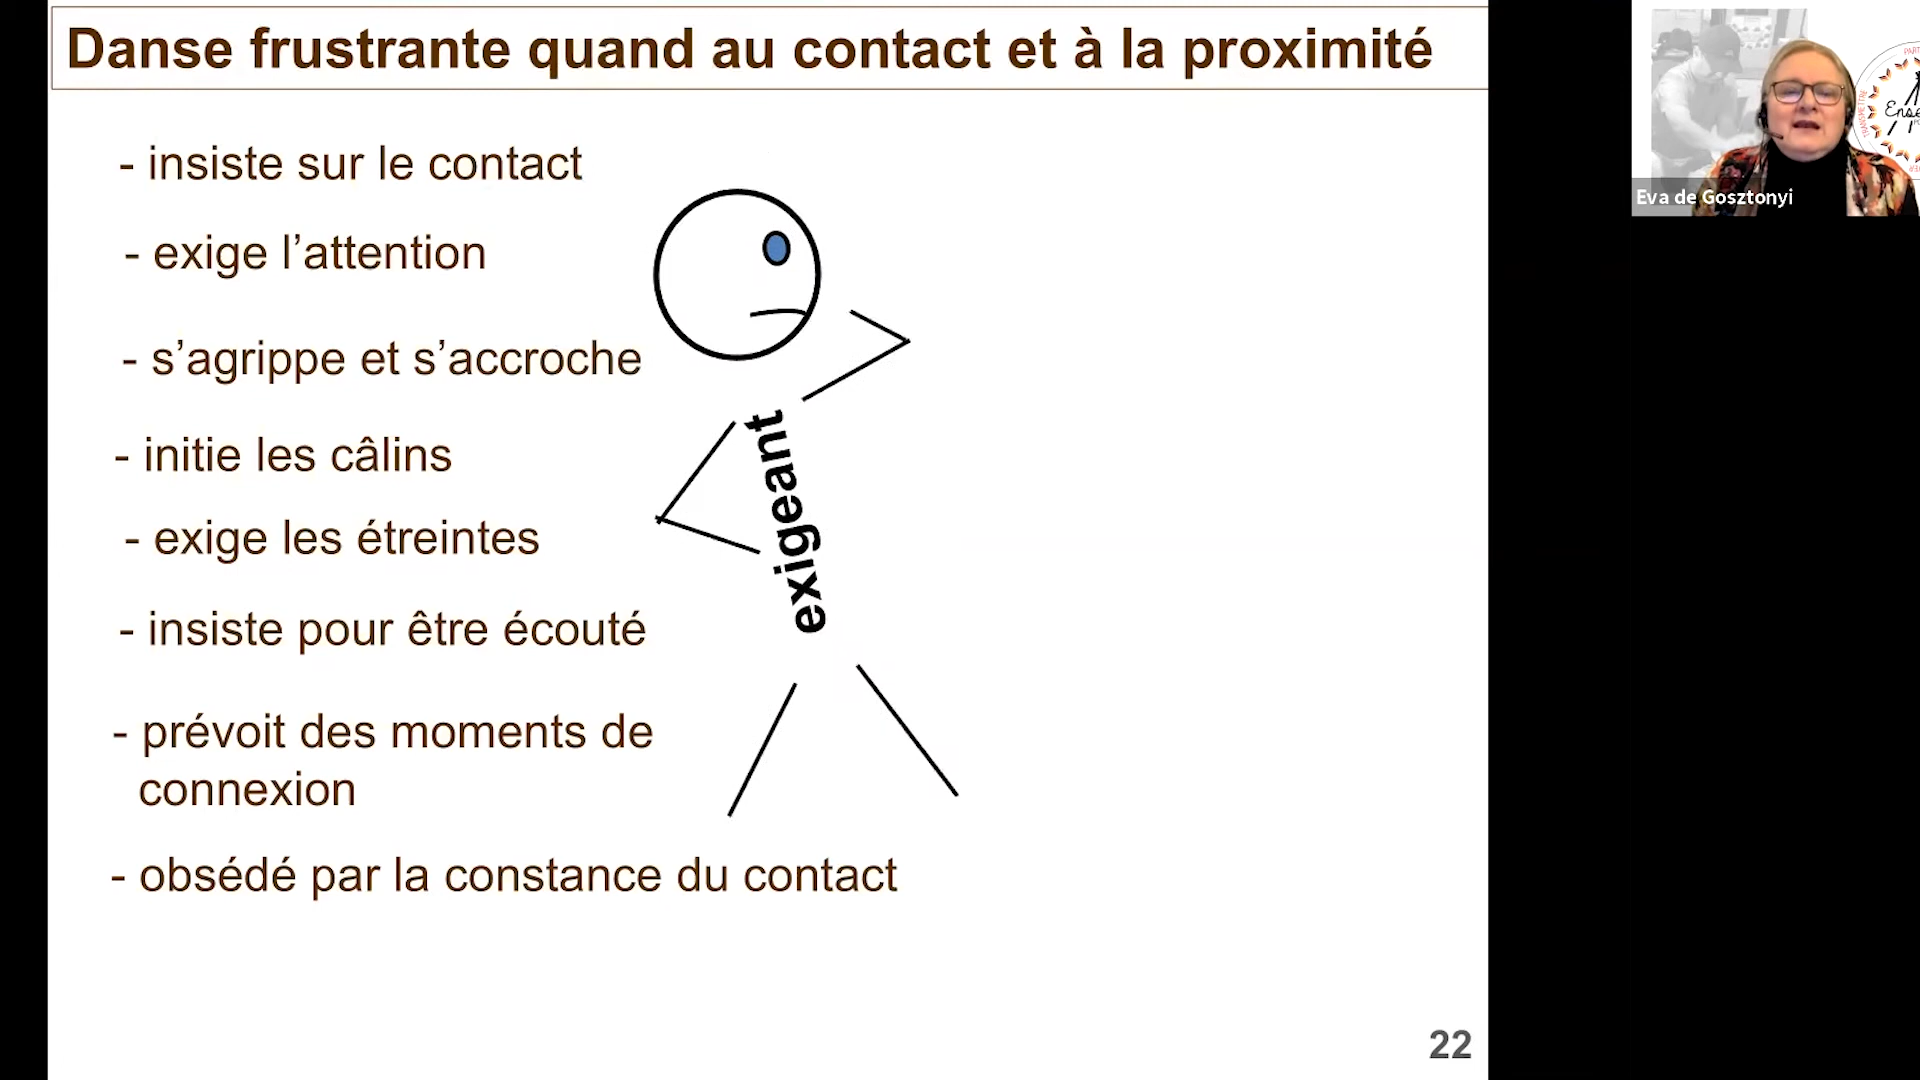 Danse frustrante quand au contact et à la proximité
- insiste sur le contact
- exige l’attention
- s’agrippe et s’accroche
- initie les câlins
- exige les étreintes
- insiste pour être écouté
- prévoit des moments de
connexion
- obsédé par la constance du contact
exigeant
22
Eva de Gosztonyi